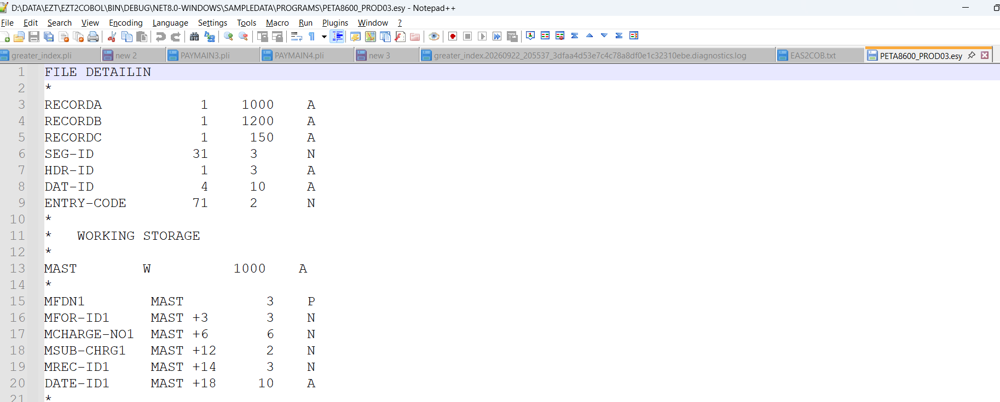 D:\DATA\EZT\EZT2COBOL\BIN\DEBUG\NET8.0-WINDOWS\SAMPLEDATA\PROGRAMS\PETA8600_PROD03.esy - Notepad++
File Edit Search View Encoding Language Settings Tools Macro Run Plugins Window ?
greater_index.pli new 2 PAYMAIN3.pli PAYMAIN4.pli new 3 greater_index.20260922_205537_3dfaa4d53e7c4c78a8df0e1c32310ebe.diagnostics.log EAS2COB.txt PETA8600_PROD03.esy
1 FILE DETAILIN
2 *
3 RECORDA 1 1000 A
4 RECORDB 1 1200 A
5 RECORDC 1 150 A
6 SEG-ID 31 3 N
7 HDR-ID 1 3 A
8 DAT-ID 4 10 A
9 ENTRY-CODE 71 2 N
10 *
11 * WORKING STORAGE
12 *
13 MAST W 1000 A
14 *
15 MFDN1 MAST 3 P
16 MFOR-ID1 MAST +3 3 N
17 MCHARGE-NO1 MAST +6 6 N
18 MSUB-CHRG1 MAST +12 2 N
19 MREC-ID1 MAST +14 3 N
20 DATE-ID1 MAST +18 10 A
21 *